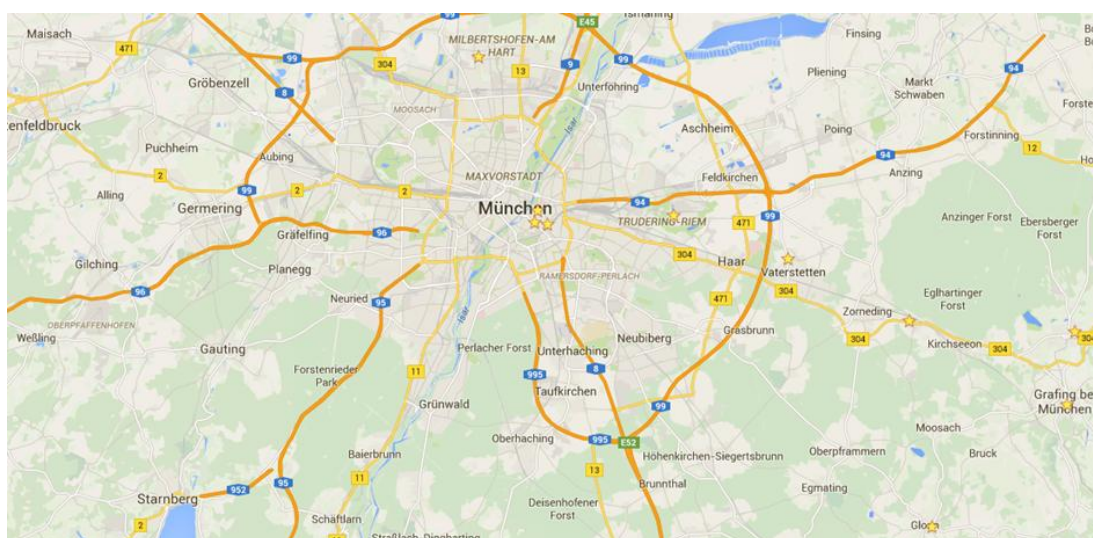 99
E45
Ismaning
Finsing
Maisach
471
MILBERTSHOFEN-AM
HART
99
304
13
9
99
94
Gröbenzell
8
Unterföhring
Pliening
Markt
Schwaben
MOOSACH
Isar
Aschheim
Poing
Forstinning
12
Puchheim
Aubing
94
Anzing
2
99
2
2
MAXVORSTADT
Feldkirchen
Alling
Germering
München
94
TRUDERING-RIEM
471
99
Anzinger Forst
Ebersberger
Forst
96
Gräfelfing
304
Haar
Vaterstetten
Gilching
Planegg
RAMERSDORF-PERLACH
304
96
Neuried
95
471
Eglhartinger
Forst
OBERPFAFFENHOFEN
Isar
Zorneding
Weßling
Gauting
Perlacher Forst
Unterhaching
Neubiberg
Grasbrunn
304
Kirchseeon
304
304
Forstenrieder
Park
11
995
8
Taufkirchen
99
Grünwald
Grafing be
München
Oberhaching
995
E52
Moosach
Baierbrunn
13
Höhenkirchen-Siegertsbrunn
Oberpframmern
Bruck
952
95
11
Brunnthal
Egmating
Starnberg
Deisenhofener
Forst
2
Schäftlarn